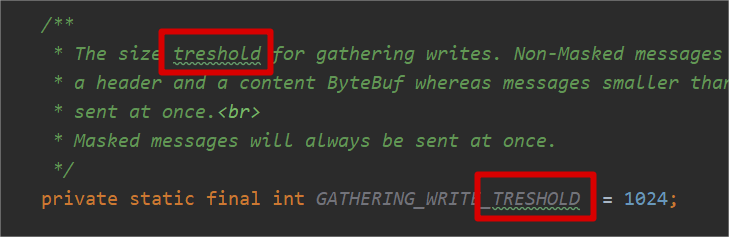 /**
* The size treshold for gathering writes. Non-Masked messages
* a header and a content ByteBuf whereas messages smaller than
* sent at once.<br>
* Masked messages will always be sent at once.
*/
private static final int GATHERING_WRITE_TRESHOLD = 1024;